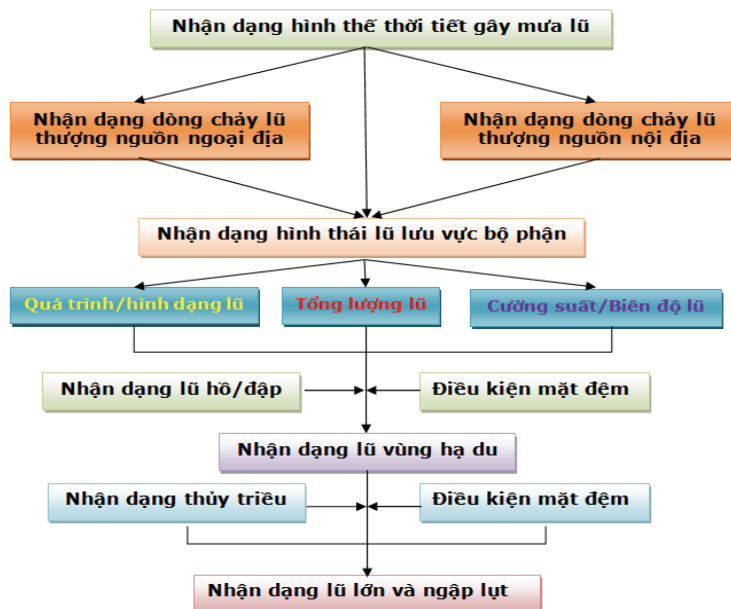 Nhận dạng hình thế thời tiết gây mưa lũ
Nhận dạng dòng chảy lũ
thượng nguồn ngoại địa
Nhận dạng dòng chảy lũ
thượng nguồn nội địa
Nhận dạng hình thái lũ lưu vực bộ phận
Quá trình/hình dạng lũ
Tổng lượng lũ
Cường suất/Biên độ lũ
Nhận dạng lũ hồ/đập
Điều kiện mặt đệm
Nhận dạng lũ vùng hạ du
Nhận dạng thủy triều
Điều kiện mặt đệm
Nhận dạng lũ lớn và ngập lụt